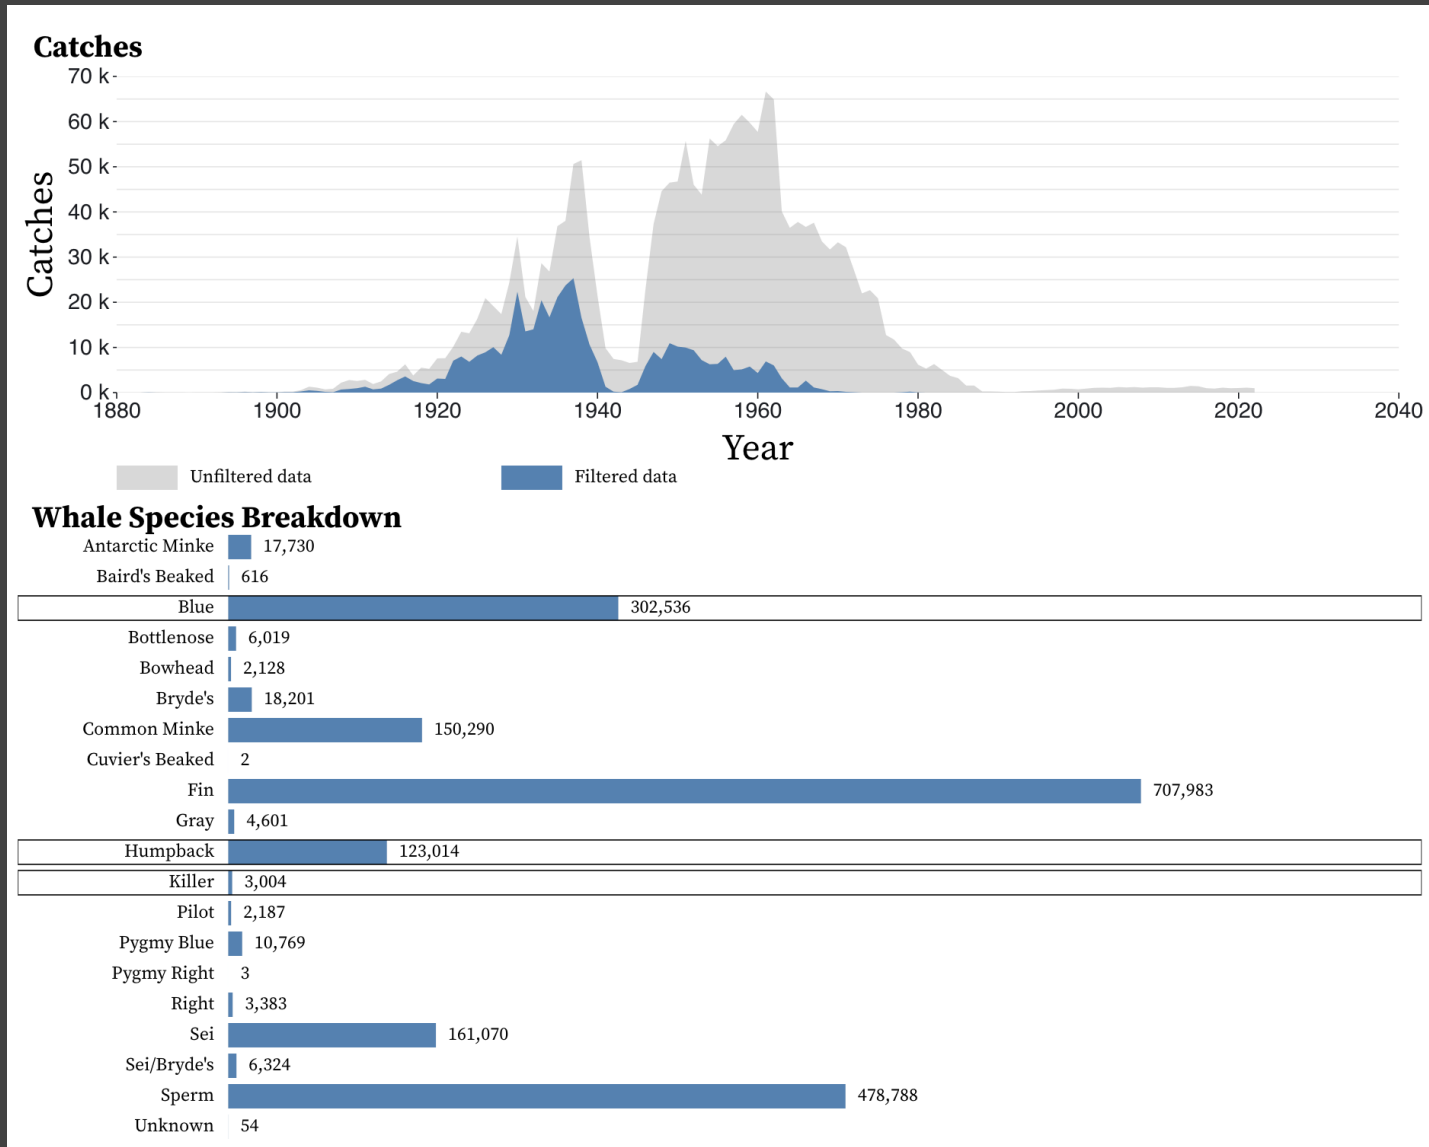 Catches
70 k
60 k
50 k
40 k
30 k
20 k
10 k
0 k
Catches
1880 1900 1920 1940 1960 1980 2000 2020 2040
Year
Unfiltered data Filtered data
Whale Species Breakdown
Antarctic Minke 17,730
Baird's Beaked 616
Blue 302,536
Bottlenose 6,019
Bowhead 2,128
Bryde's 18,201
Common Minke 150,290
Cuvier's Beaked 2
Fin 707,983
Gray 4,601
Humpback 123,014
Killer 3,004
Pilot 2,187
Pygmy Blue 10,769
Pygmy Right 3
Right 3,383
Sei 161,070
Sei/Bryde's 6,324
Sperm 478,788
Unknown 54